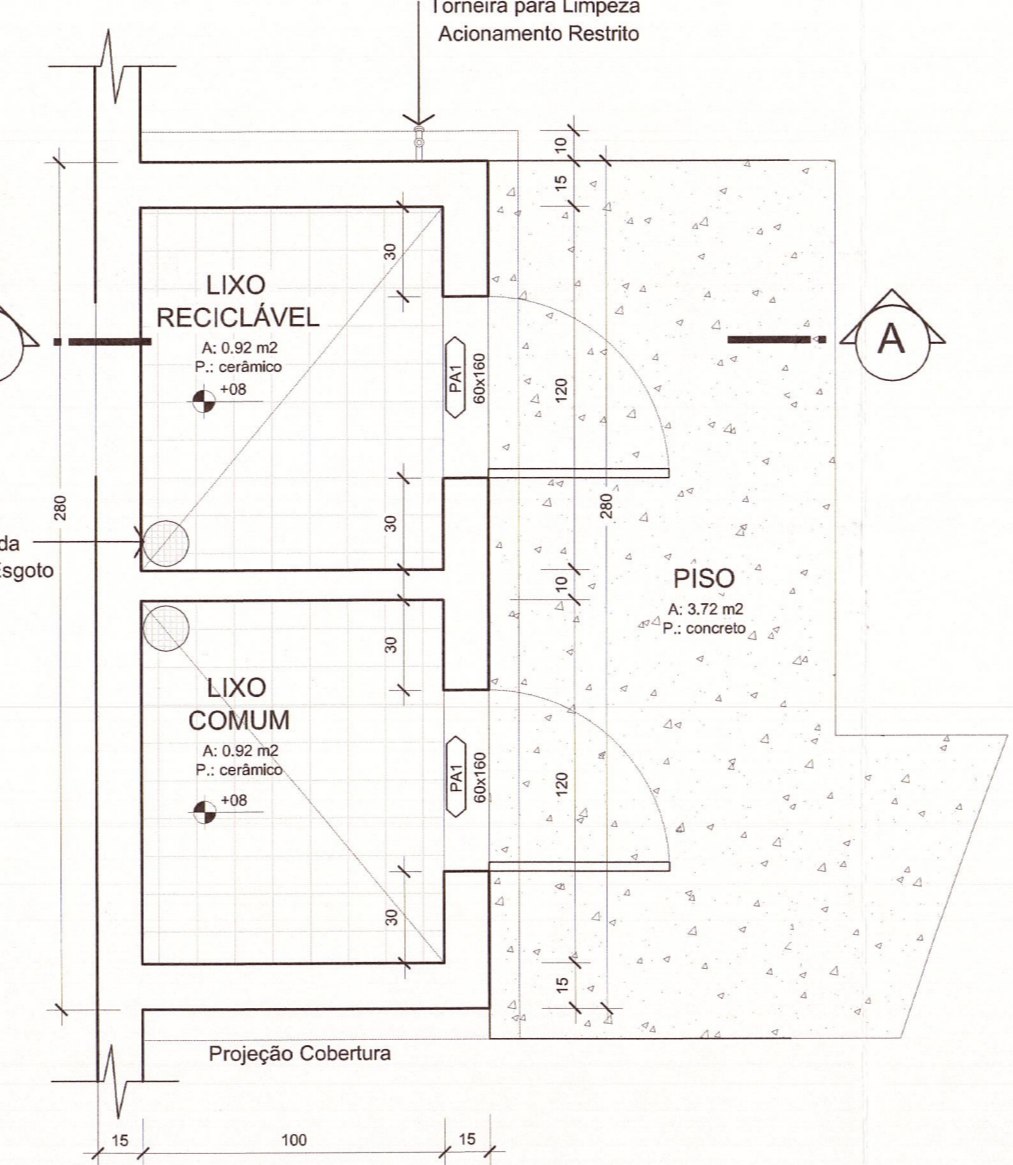 Torneira para Limpeza
Acionamento Restrito
10
15
30
LIXO
RECICLÁVEL
A: 0.92 m2
P.: cerâmico
+08
PA1
60x160
120
A
280
280
30
da
Esgoto
10
PISO
A: 3.72 m2
P.: concreto
30
LIXO
COMUM
A: 0.92 m2
P.: cerâmico
+08
PA1
60x160
120
30
15
Projeção Cobertura
15
100
15